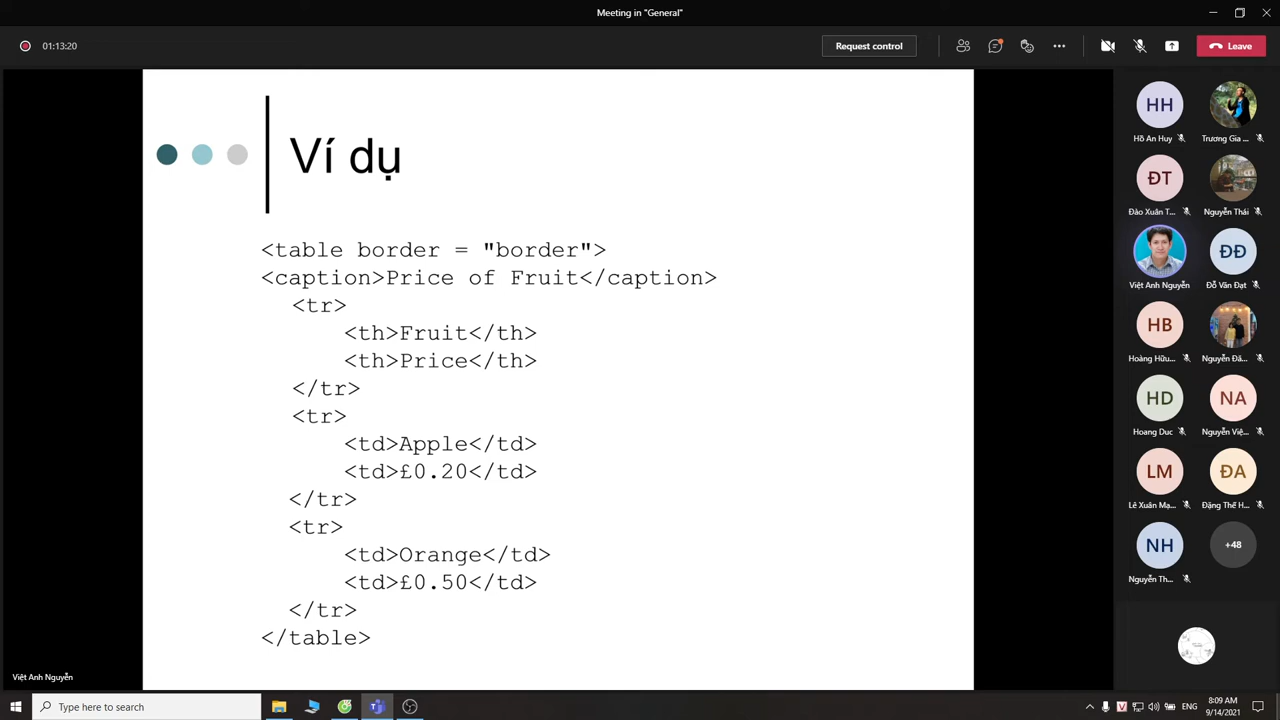 Meeting in "General"
01:13:20
Request control
Leave
Ví dụ
<table border = "border">
<caption>Price of Fruit</caption>
<tr>
<th>Fruit</th>
<th>Price</th>
</tr>
<tr>
<td>Apple</td>
<td>£0.20</td>
</tr>
<tr>
<td>Orange</td>
<td>£0.50</td>
</tr>
</table>
Việt Anh Nguyễn
HH
Hồ An Huy
Trương Gia ...
ĐT
Đào Xuân T...
Nguyễn Thái
Việt Anh Nguyễn
ĐĐ
Đỗ Văn Đạt
HB
Hoàng Hữu...
Nguyễn Đă...
HD
Hoang Duc
NA
Nguyễn Việ...
LM
Lê Xuân Mạ...
ĐA
Đặng Thế H...
NH
Nguyễn Th...
+48
Type here to search
V
ENG
8:09 AM
9/14/2021